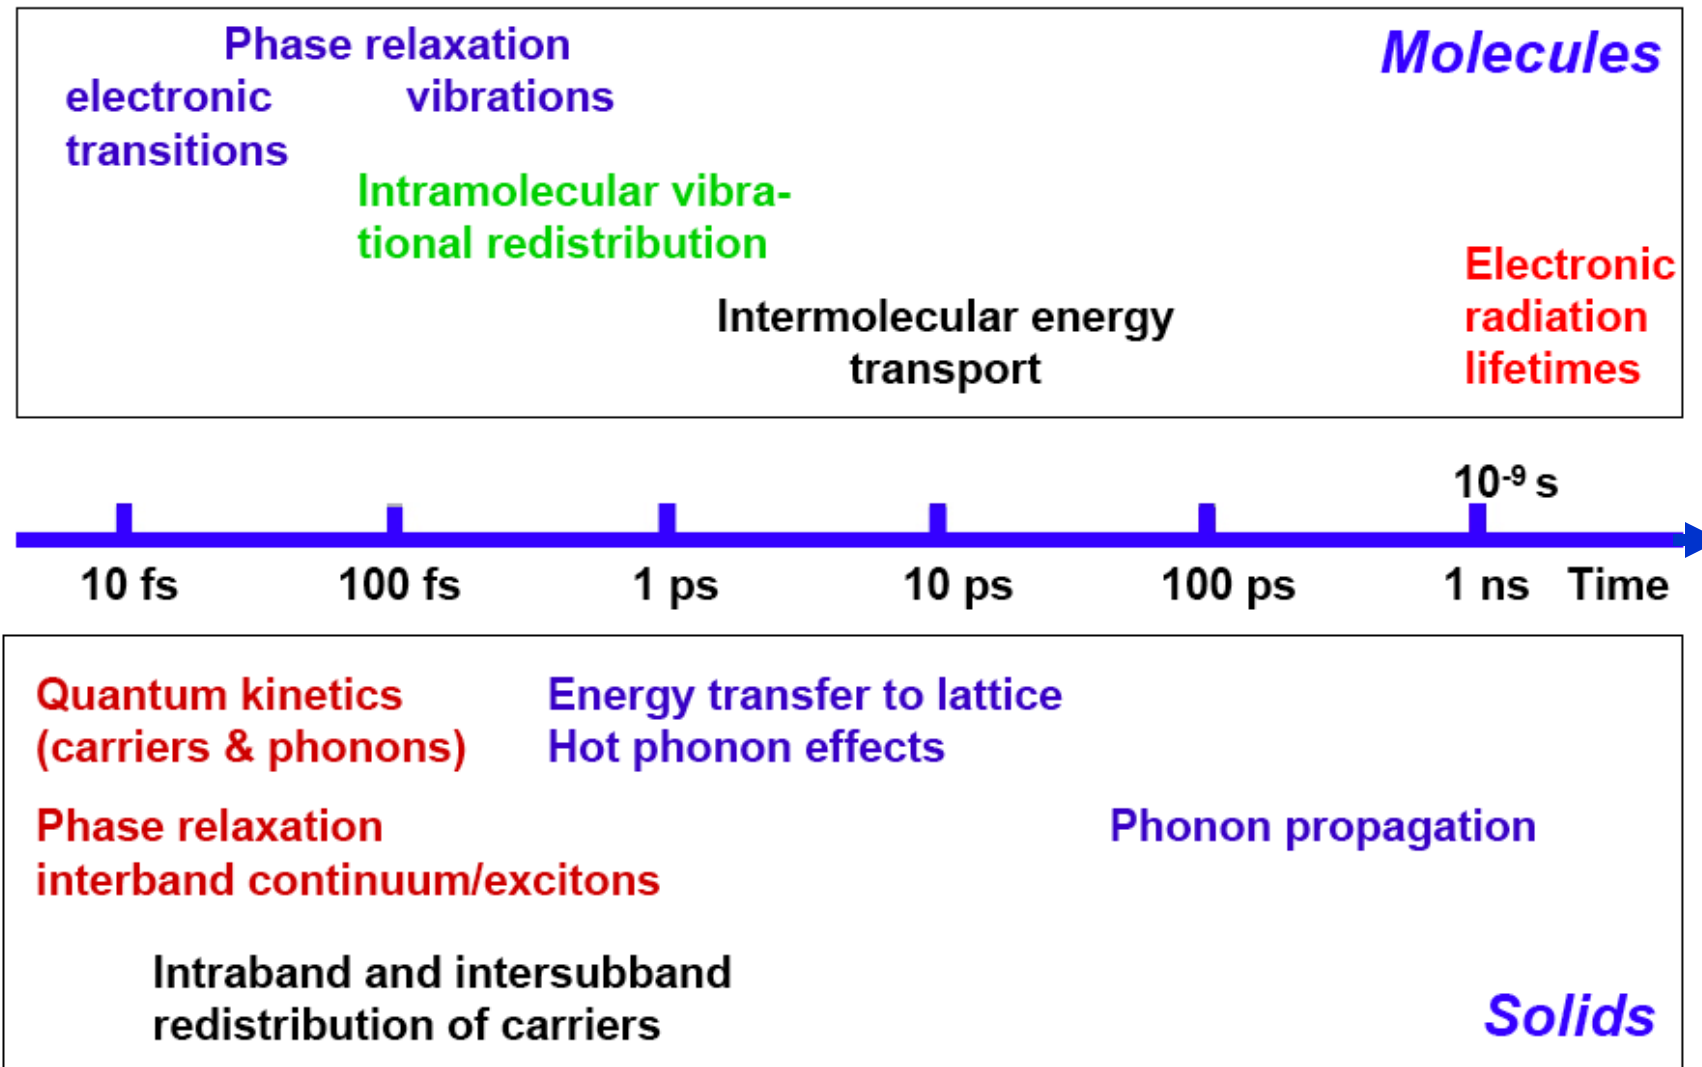 Phase relaxation
Molecules
electronic vibrations
transitions
Intramolecular vibra-
tional redistribution
Electronic
radiation
lifetimes
Intermolecular energy
transport
10⁻⁹ s
10 fs 100 fs 1 ps 10 ps 100 ps 1 ns Time
Quantum kinetics
(carriers & phonons)
Energy transfer to lattice
Hot phonon effects
Phase relaxation
interband continuum/excitons
Phonon propagation
Intraband and intersubband
redistribution of carriers
Solids